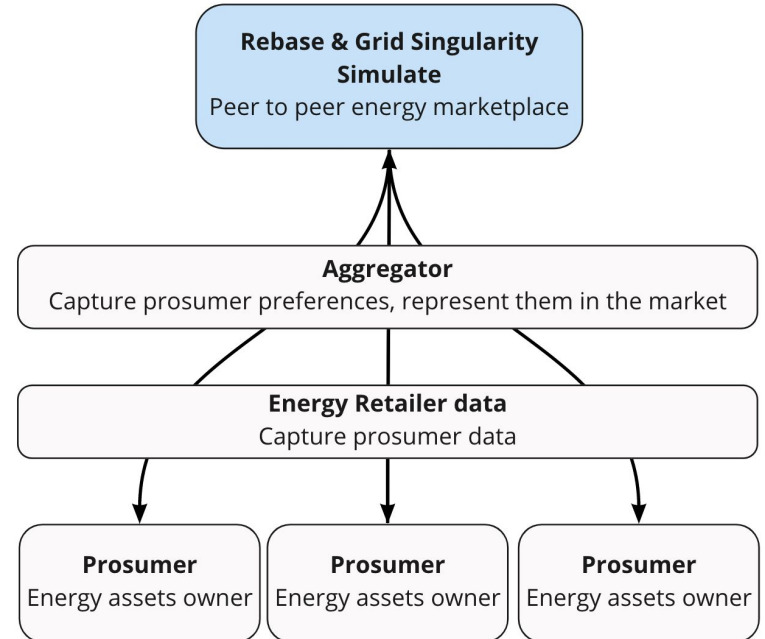 Rebase & Grid Singularity
Simulate
Peer to peer energy marketplace
Aggregator
Capture prosumer preferences, represent them in the market
Energy Retailer data
Capture prosumer data
Prosumer
Energy assets owner
Prosumer
Energy assets owner
Prosumer
Energy assets owner